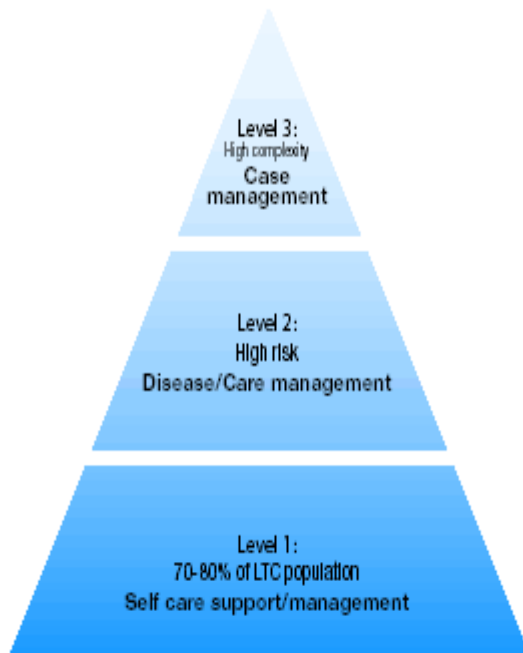 Level 3:
High complexity
Case
management
Level 2:
High risk
Disease/Care management
Level 1:
70-80% of LTC population
Self care support/management